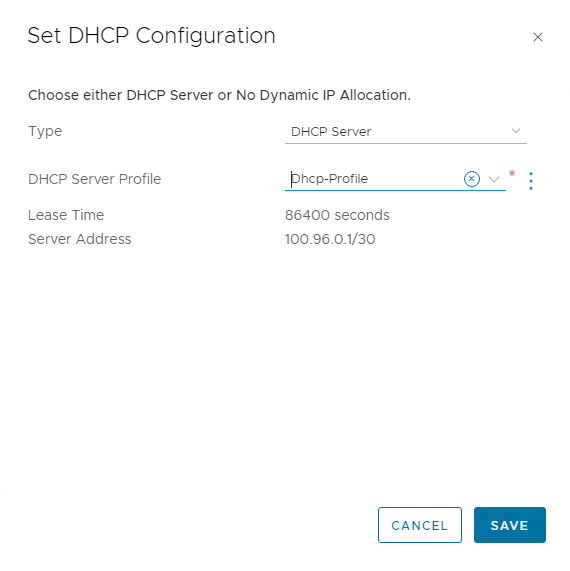 Set DHCP Configuration
Choose either DHCP Server or No Dynamic IP Allocation.
Type DHCP Server
DHCP Server Profile Dhcp-Profile *
Lease Time 86400 seconds
Server Address 100.96.0.1/30
CANCEL SAVE